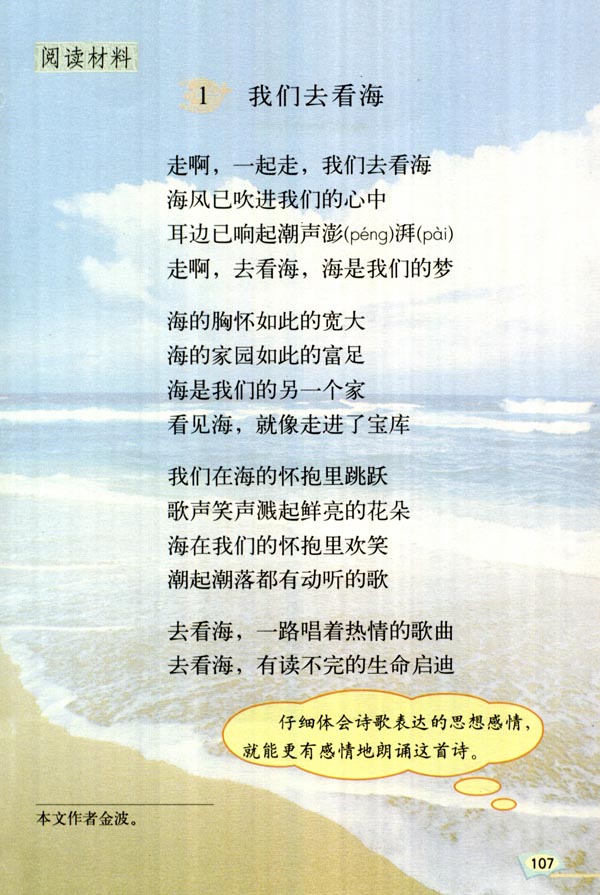 阅读材料
1 我们去看海
走啊，一起走，我们去看海
海风已吹进我们的心中
耳边已响起潮声澎(péng)湃(pài)
走啊，去看海，海是我们的梦
海的胸怀如此的宽大
海的家园如此的富足
海是我们的另一个家
看见海，就像走进了宝库
我们在海的怀抱里跳跃
歌声笑声溅起鲜亮的花朵
海在我们的怀抱里欢笑
潮起潮落都有动听的歌
去看海，一路唱着热情的歌曲
去看海，有读不完的生命启迪
仔细体会诗歌表达的思想感情，
就能更有感情地朗诵这首诗。
本文作者金波。
107